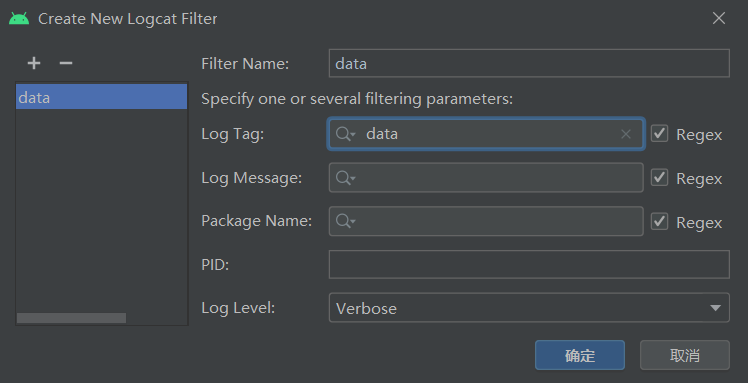 Create New Logcat Filter
data
Filter Name: data
Specify one or several filtering parameters:
Log Tag: data Regex
Log Message: Regex
Package Name: Regex
PID:
Log Level: Verbose
确定 取消